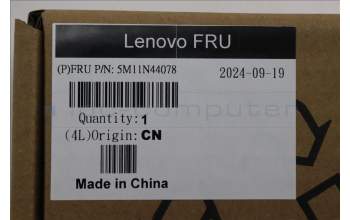 Lenovo FRU
(P)FRU P/N: 5M11N44078
2024-09-19
Quantity: 1
(4L)Origin: CN
Made in China